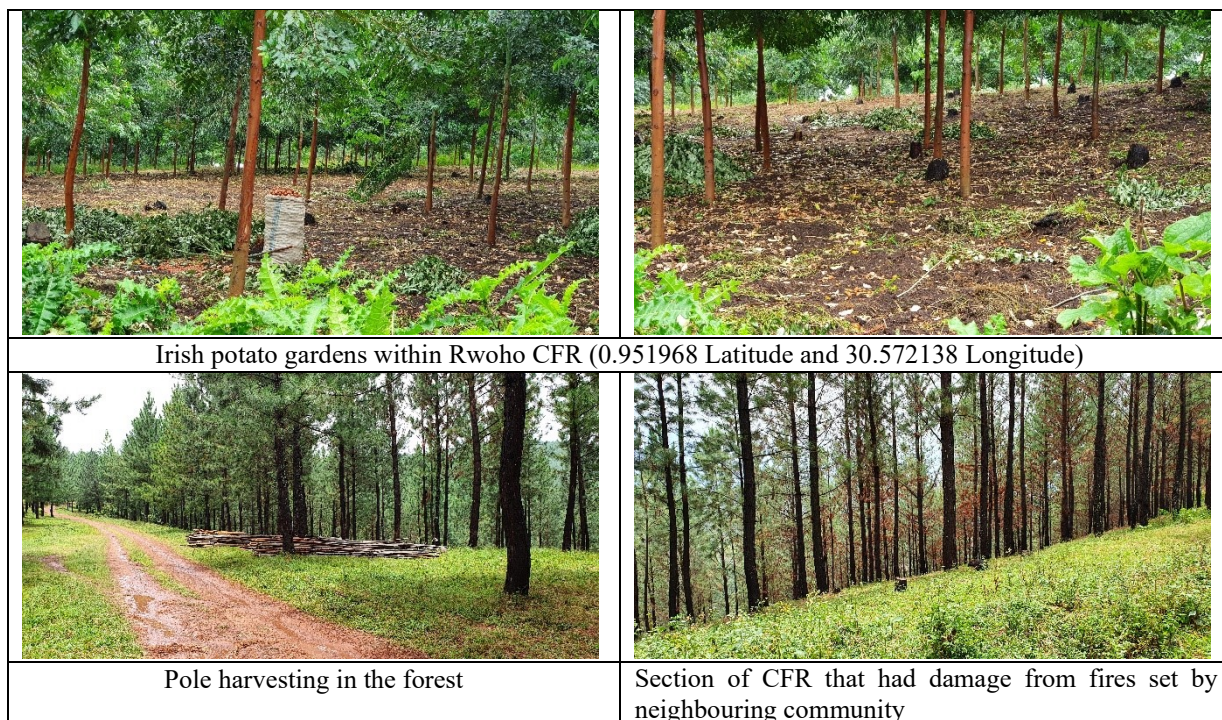 Irish potato gardens within Rwoho CFR (0.951968 Latitude and 30.572138 Longitude)
Pole harvesting in the forest
Section of CFR that had damage from fires set by
neighbouring community